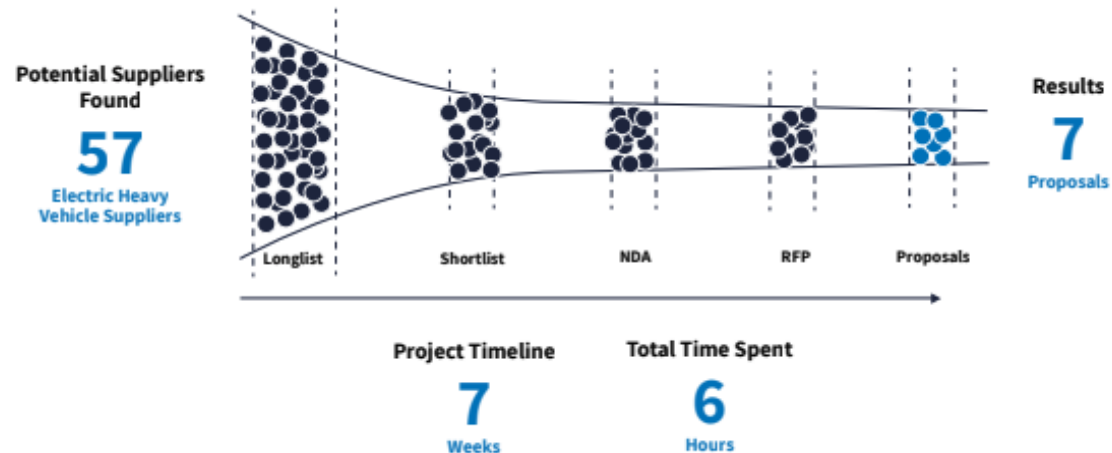 Potential Suppliers
Found
57
Electric Heavy
Vehicle Suppliers
Longlist
Shortlist
NDA
RFP
Proposals
Results
7
Proposals
Project Timeline
7
Weeks
Total Time Spent
6
Hours